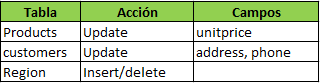 Tabla Acción Campos
Products Update unitprice
customers Update address, phone
Region Insert/delete